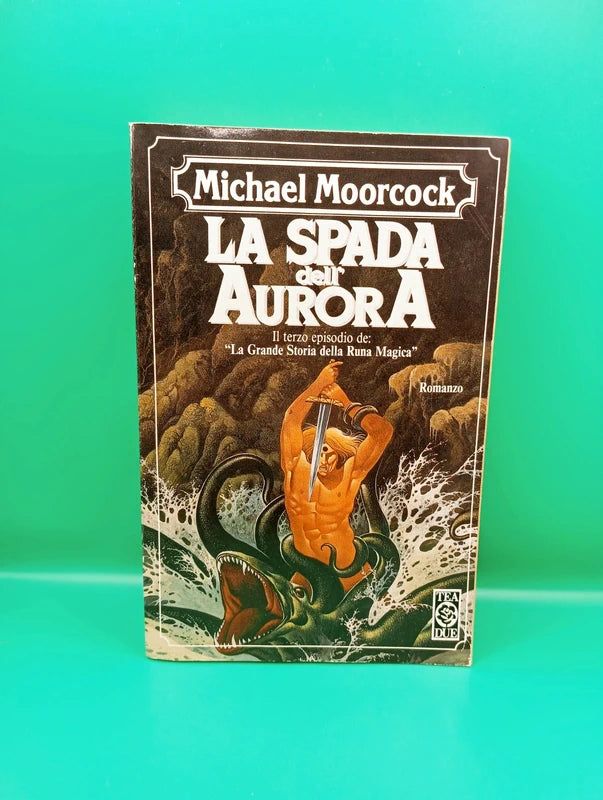 Michael Moorcock
LA SPADA
dell'
AURORA
Il terzo episodio de:
"La Grande Storia della Runa Magica"
Romanzo
TEA
DUE